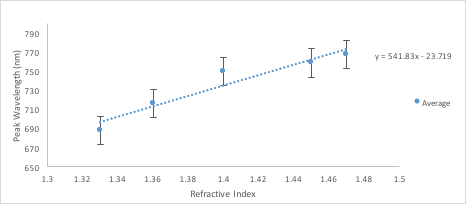 790
770
750
730
710
690
670
650
Peak Wavelength (nm)
y = 541.83x - 23.719
Average
1.3 1.32 1.34 1.36 1.38 1.4 1.42 1.44 1.46 1.48 1.5
Refractive Index